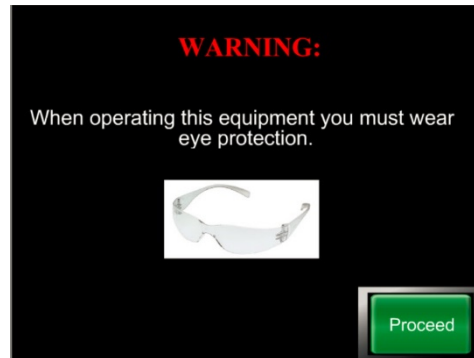 WARNING:
When operating this equipment you must wear
eye protection.
Proceed